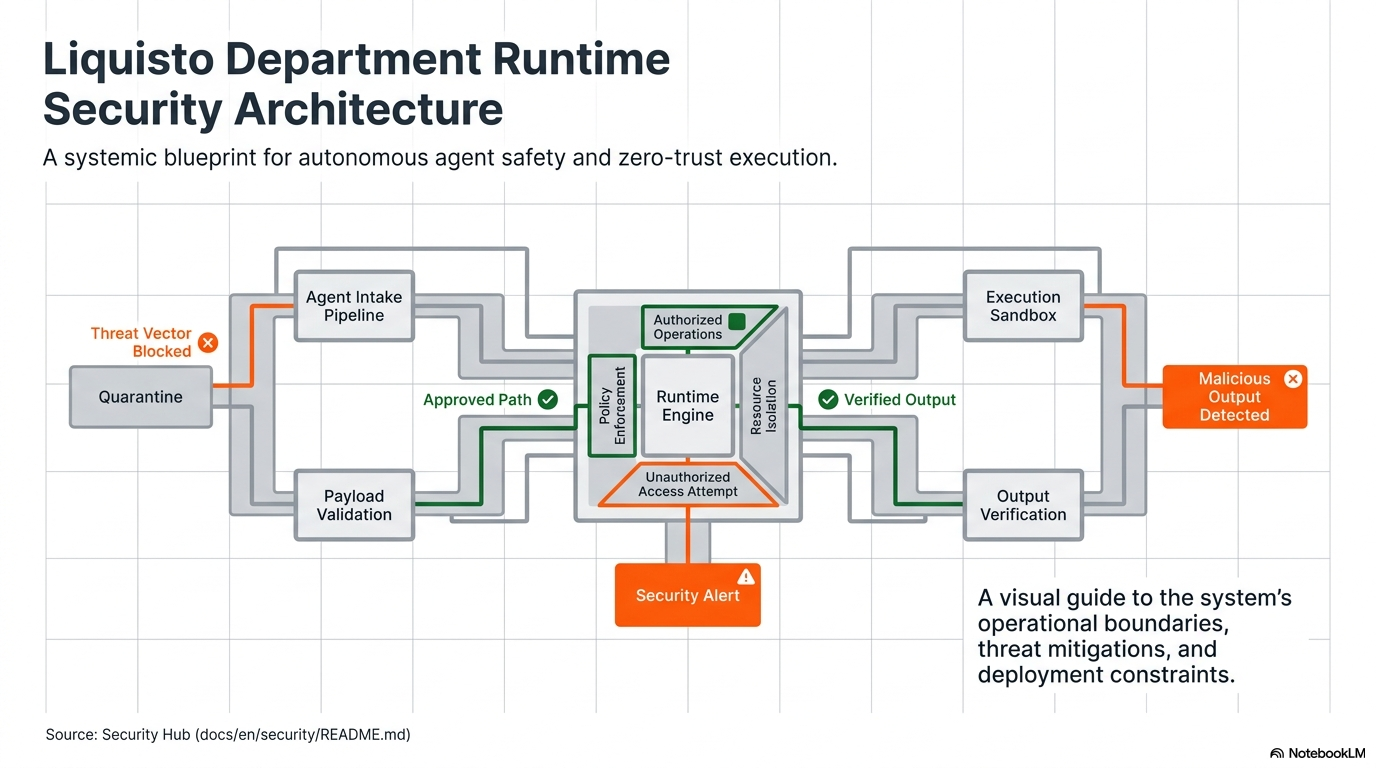 Liquisto Department Runtime
Security Architecture
A systemic blueprint for autonomous agent safety and zero-trust execution.
Agent Intake
Pipeline
Execution
Sandbox
Threat Vector
Blocked
Quarantine
Authorized
Operations
Policy
Enforcement
Runtime
Engine
Resource
Isolation
Approved Path
Verified Output
Malicious
Output
Detected
Unauthorized
Access Attempt
Payload
Validation
Output
Verification
Security Alert
A visual guide to the system's
operational boundaries,
threat mitigations, and
deployment constraints.
Source: Security Hub (docs/en/security/README.md)
NotebookLM